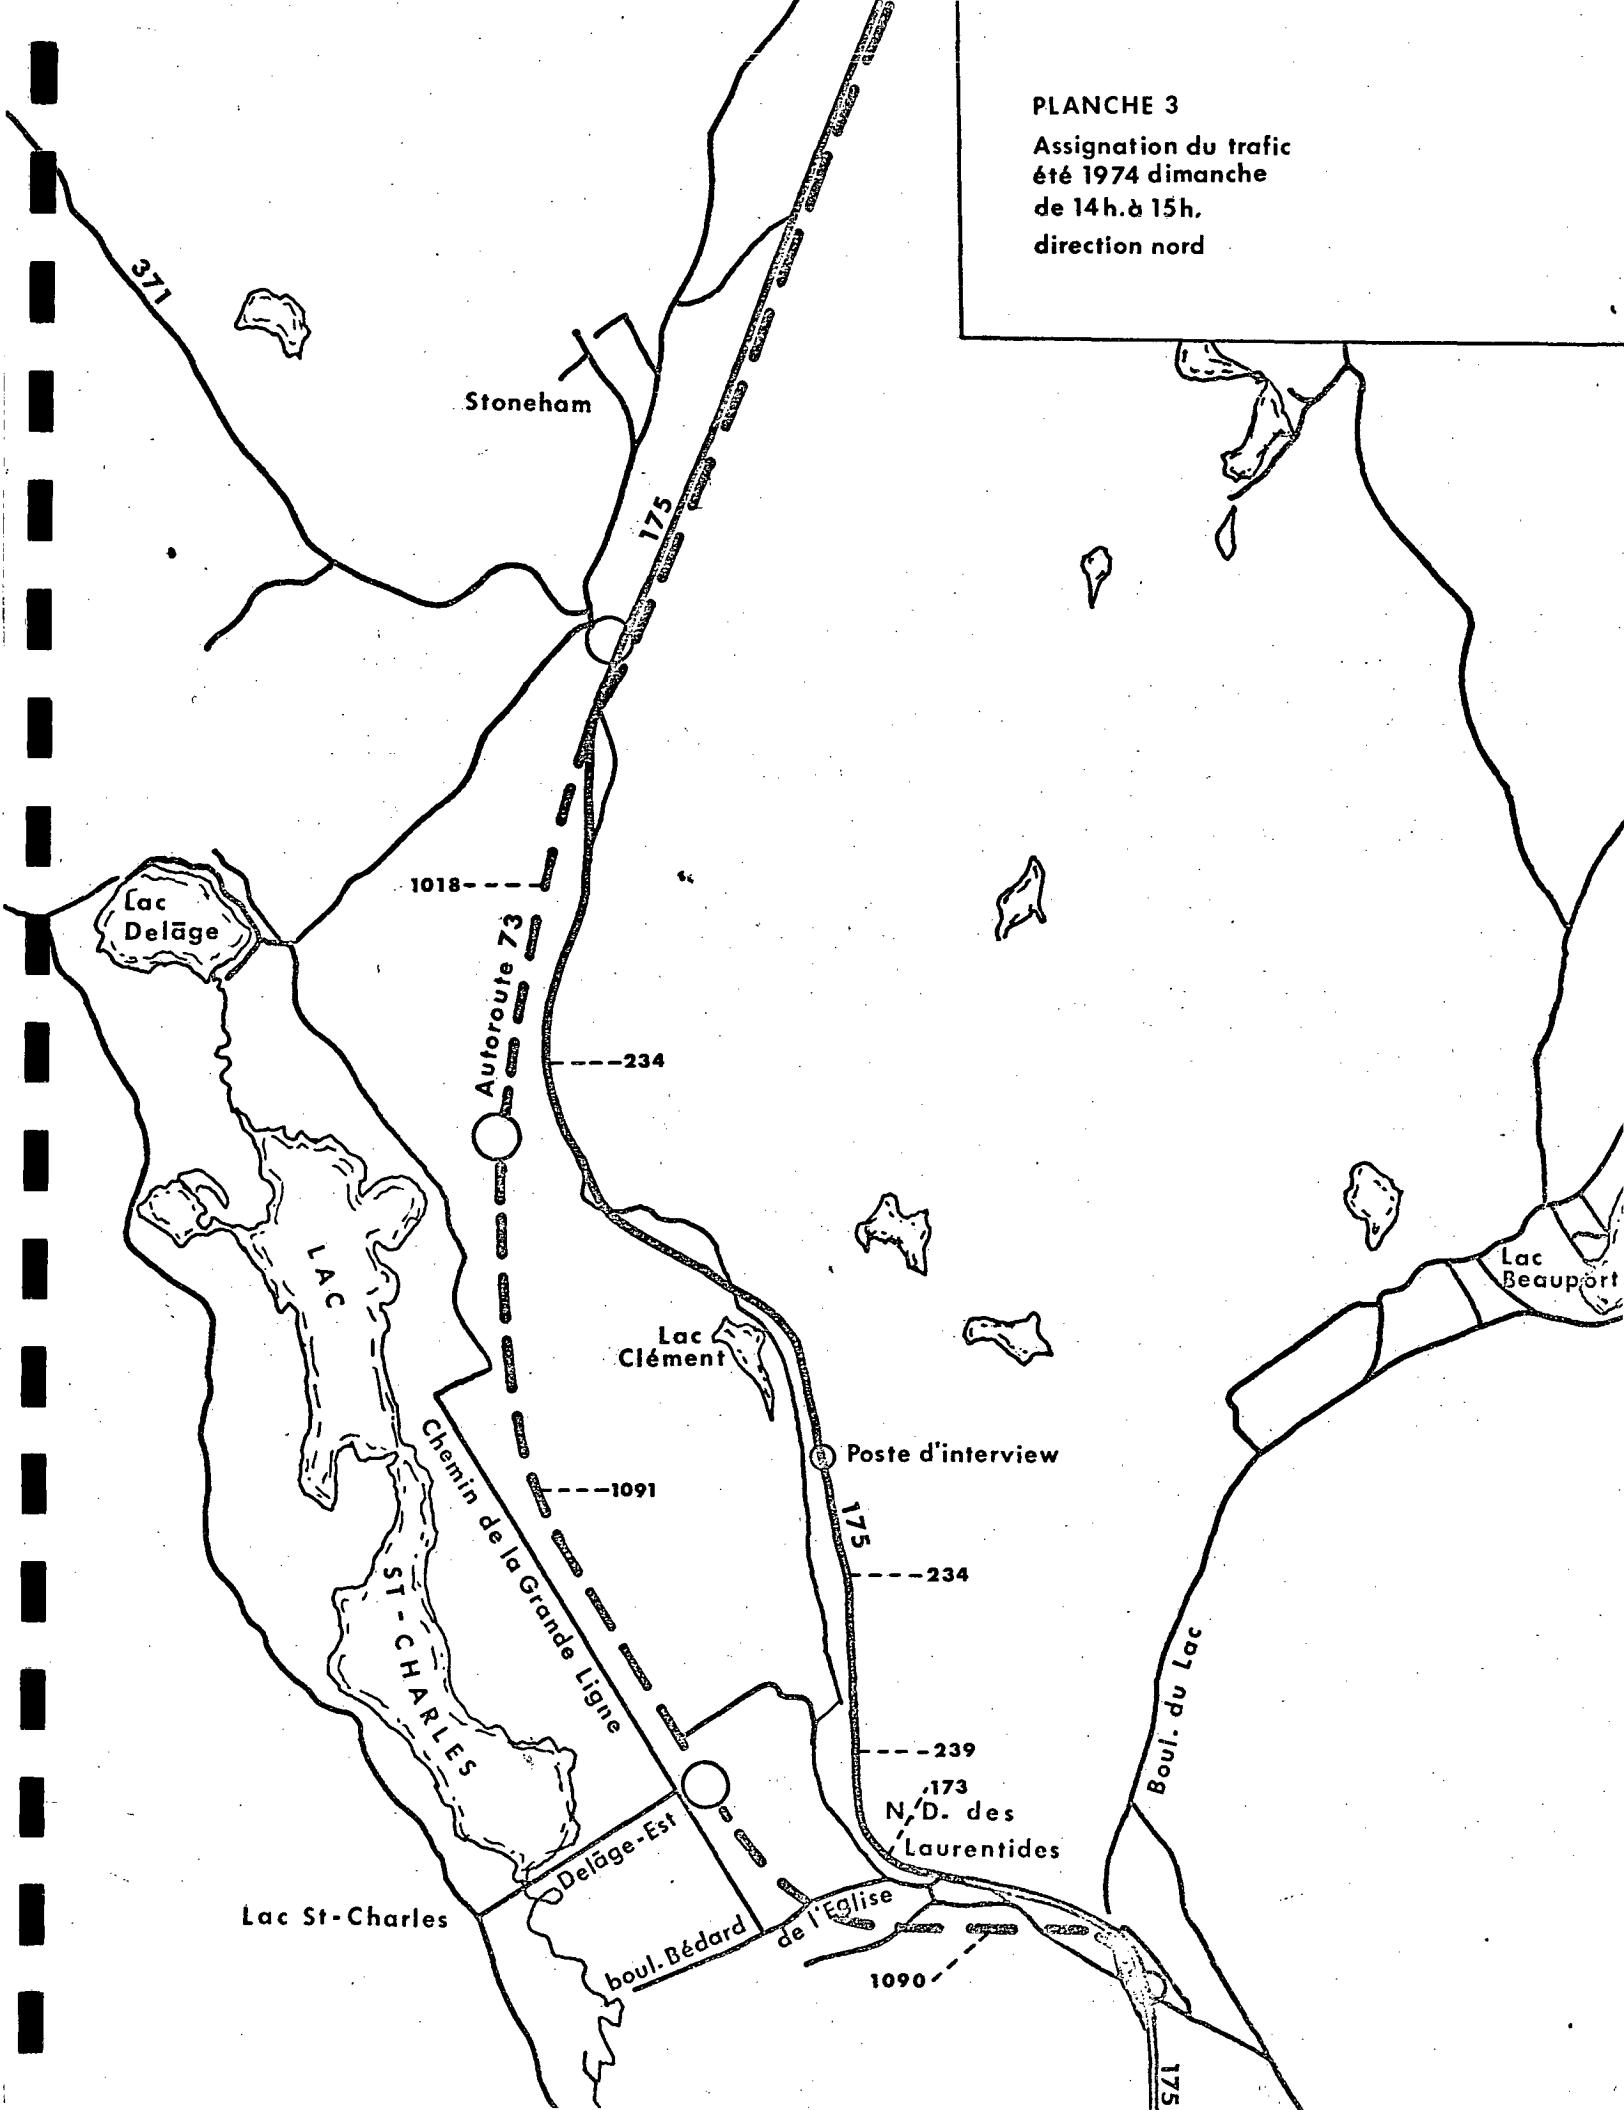 PLANCHE 3
Assignation du trafic
été 1974 dimanche
de 14h.à 15h.
direction nord
371
Stoneham
175
1018
Lac
Delāge
Autoroute 73
234
LAC
Lac
Beauport
Lac
Clément
Chemin de la Grande Ligne
Poste d'interview
1091
175
234
ST-CHARLES
Boul. du Lac
239
173
N.D. des
Laurentides
Delāge-Est
Lac St-Charles
boul. Bédard
de l'Eglise
1090
175